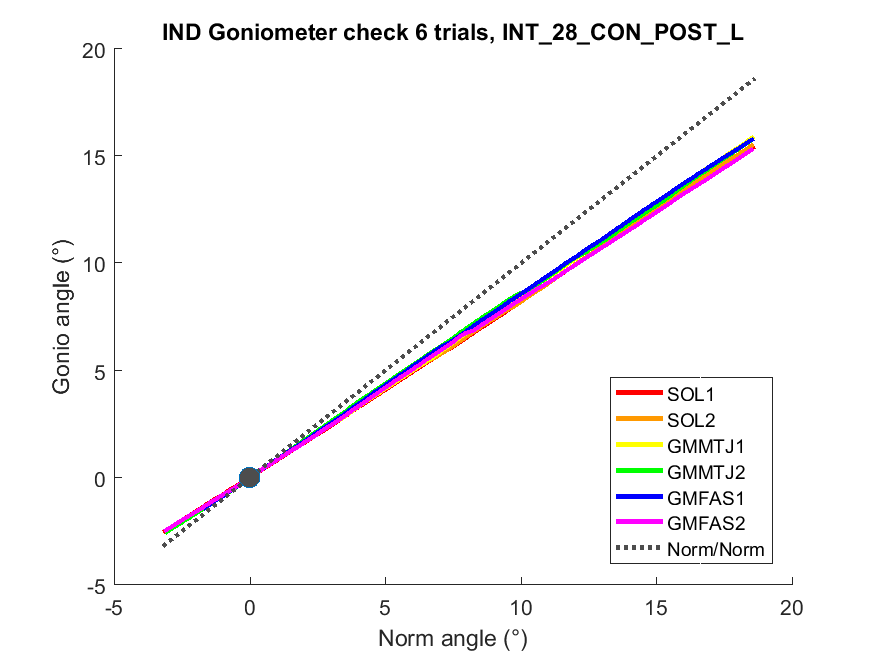 IND Goniometer check 6 trials, INT_28_CON_POST_L
20
15
10
5
0
-5
Gonio angle (°)
-5
0
5
10
15
20
Norm angle (°)
SOL1
SOL2
GMMTJ1
GMMTJ2
GMFAS1
GMFAS2
Norm/Norm